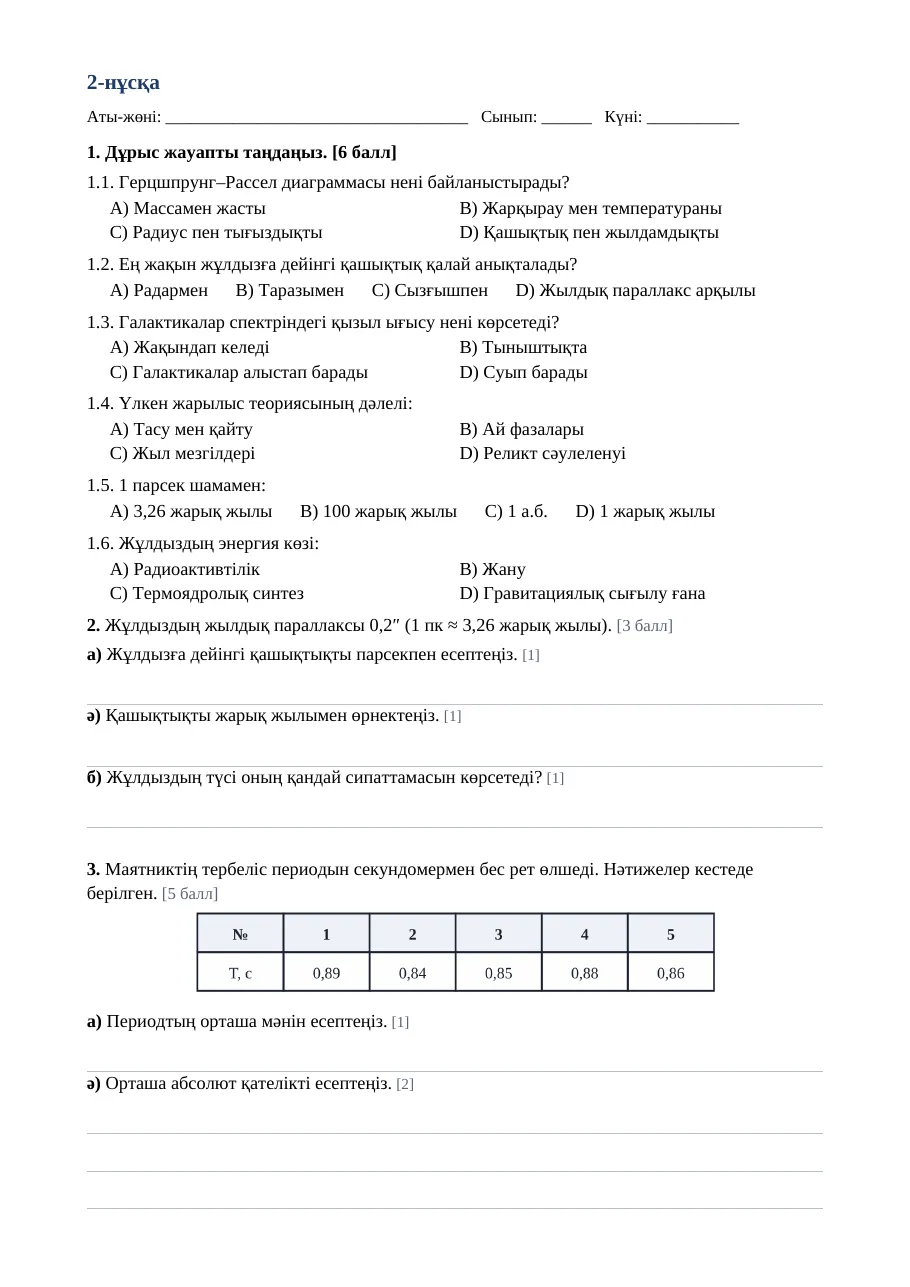 2-нұсқа
Аты-жөні: ____________________________________ Сынып: ______ Күні: ___________
1. Дұрыс жауапты таңдаңыз. [6 балл]
1.1. Герцшпрунг–Рассел диаграммасы нені байланыстырады?
A) Массамен жасты B) Жарқырау мен температураны
C) Радиус пен тығыздықты D) Қашықтық пен жылдамдықты
1.2. Ең жақын жұлдызға дейінгі қашықтық қалай анықталады?
A) Радармен B) Таразымен C) Сызғышпен D) Жылдық параллакс арқылы
1.3. Галактикалар спектріндегі қызыл ығысу нені көрсетеді?
A) Жақындап келеді B) Тыныштықта
C) Галактикалар алыстап барады D) Суып барады
1.4. Үлкен жарылыс теориясының дәлелі:
A) Тасу мен қайту B) Ай фазалары
C) Жыл мезгілдері D) Реликт сәулеленуі
1.5. 1 парсек шамамен:
A) 3,26 жарық жылы B) 100 жарық жылы C) 1 а.б. D) 1 жарық жылы
1.6. Жұлдыздың энергия көзі:
A) Радиоактивтілік B) Жану
C) Термоядролық синтез D) Гравитациялық сығылу ғана
2. Жұлдыздың жылдық параллаксы 0,2″ (1 пк ≈ 3,26 жарық жылы). [3 балл]
а) Жұлдызға дейінгі қашықтықты парсекпен есептеңіз. [1]
ә) Қашықтықты жарық жылымен өрнектеңіз. [1]
б) Жұлдыздың түсі оның қандай сипаттамасын көрсетеді? [1]
3. Маятниктің тербеліс периодын секундомермен бес рет өлшеді. Нәтижелер кестеде
берілген. [5 балл]
№ 1 2 3 4 5
T, с 0,89 0,84 0,85 0,88 0,86
а) Периодтың орташа мәнін есептеңіз. [1]
ә) Орташа абсолют қателікті есептеңіз. [2]